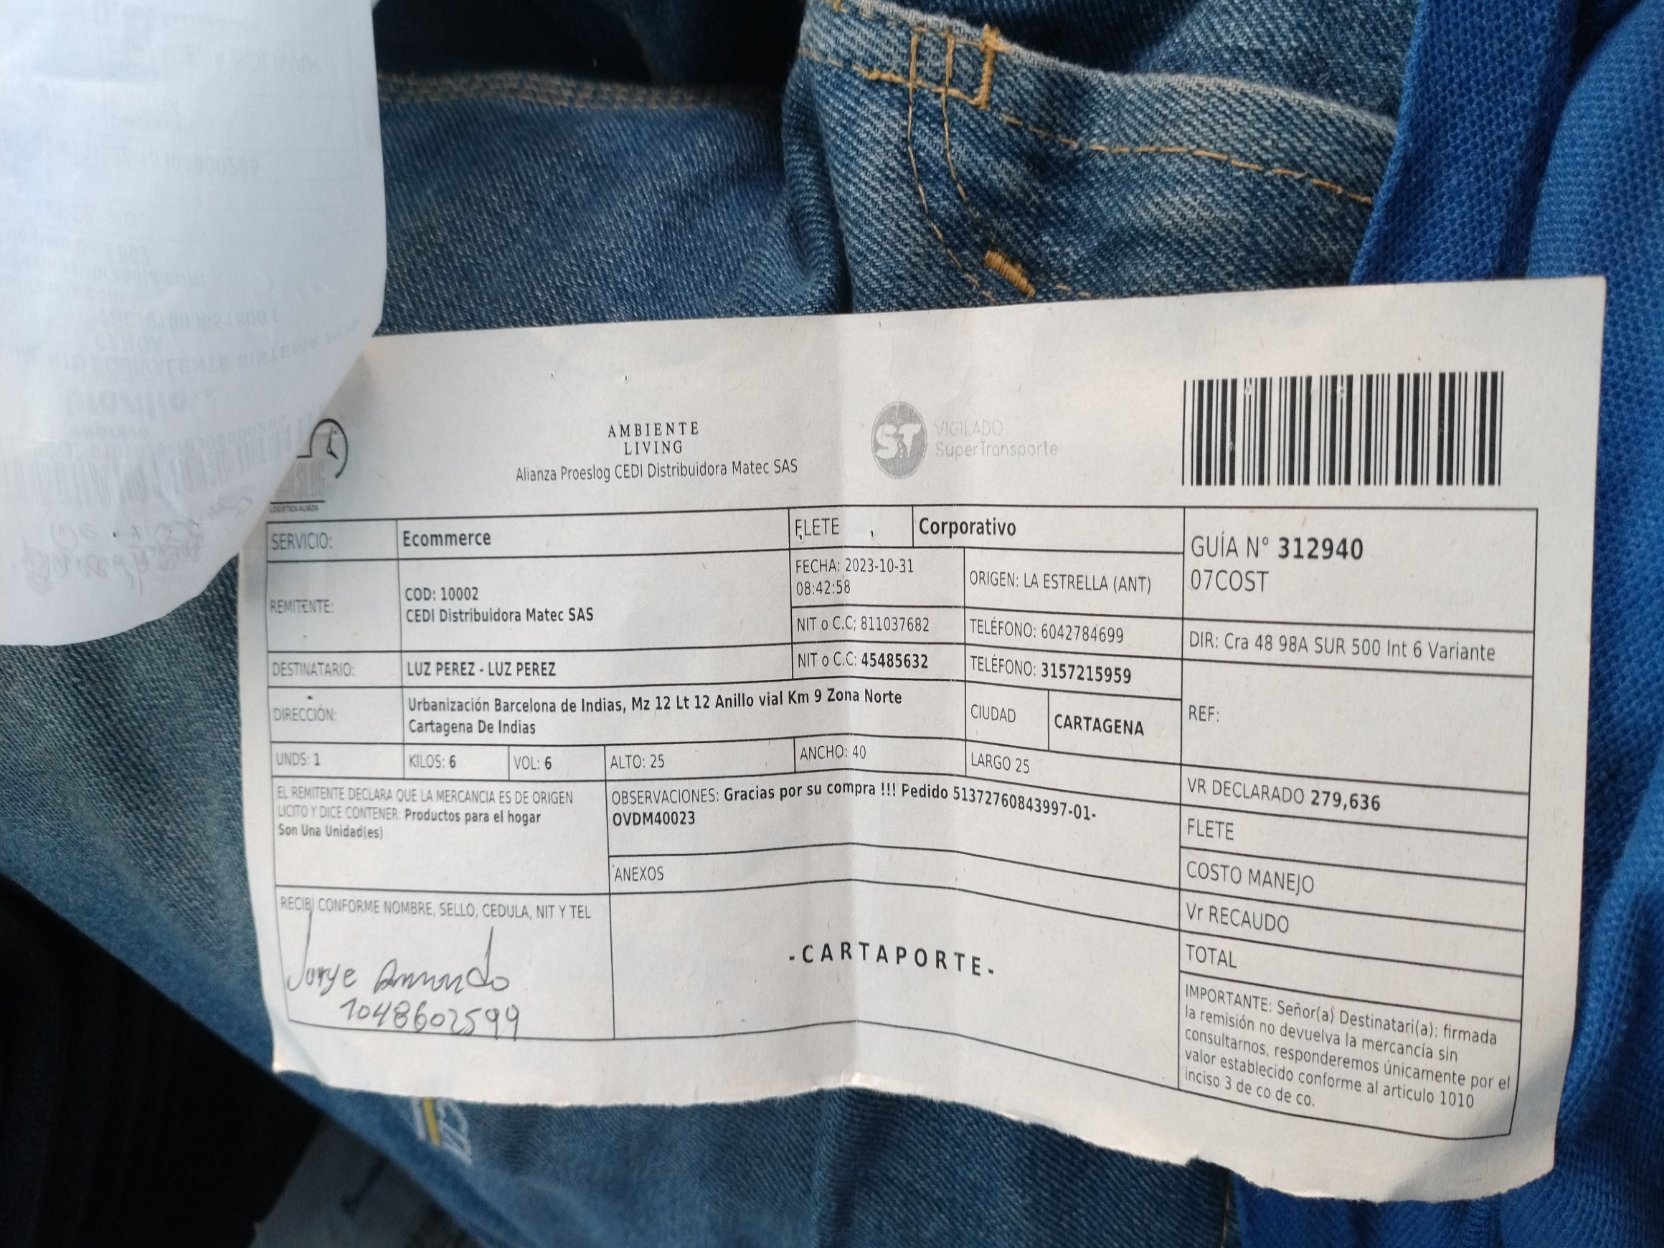 AMBIENTE
LIVING
Alianza Proeslog CEDI Distribuidora Matec SAS
ST
VIGILADO
SuperTransporte
SERVICIO:
Ecommerce
FLETE
Corporativo
GUÍA N° 312940
07COST
REMITENTE:
COD: 10002
CEDI Distribuidora Matec SAS
FECHA: 2023-10-31
08:42:58
ORIGEN: LA ESTRELLA (ANT)
NIT o C.C; 811037682
TELÉFONO: 6042784699
DIR: Cra 48 98A SUR 500 Int 6 Variante
DESTINATARIO:
LUZ PEREZ - LUZ PEREZ
NIT o C.C: 45485632
TELÉFONO: 3157215959
DIRECCIÓN:
Urbanización Barcelona de Indias, Mz 12 Lt 12 Anillo vial Km 9 Zona Norte
Cartagena De Indias
CIUDAD
CARTAGENA
REF:
UNDS: 1
KILOS: 6
VOL: 6
ALTO: 25
ANCHO: 40
LARGO 25
VR DECLARADO 279,636
EL REMITENTE DECLARA QUE LA MERCANCIA ES DE ORIGEN
LICITO Y DICE CONTENER: Productos para el hogar
Son Una Unidad(es)
OBSERVACIONES: Gracias por su compra !!! Pedido 51372760843997-01-
OVDM40023
FLETE
COSTO MANEJO
ANEXOS
Vr RECAUDO
RECIBI CONFORME NOMBRE, SELLO, CEDULA, NIT Y TEL
Jorge Armando
1048602599
-CARTAPORTE-
TOTAL
IMPORTANTE: Señor(a) Destinatari(a): firmada
la remisión no devuelva la mercancía sin
consultarnos, responderemos únicamente por el
valor establecido conforme al articulo 1010
inciso 3 de co de co.